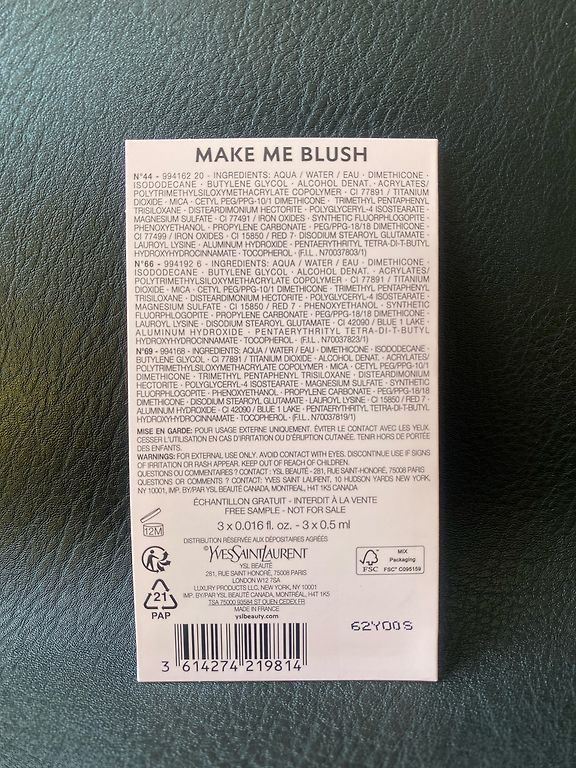 MAKE ME BLUSH
N°44 - 994162 20 - INGREDIENTS: AQUA / WATER / EAU · DIMETHICONE ·
ISODODECANE · BUTYLENE GLYCOL · ALCOHOL DENAT. · ACRYLATES/
POLYTRIMETHYLSILOXYMETHACRYLATE COPOLYMER · CI 77891 / TITANIUM
DIOXIDE · MICA · CETYL PEG/PPG-10/1 DIMETHICONE · TRIMETHYL PENTAPHENYL
TRISILOXANE · DISTEARDIMONIUM HECTORITE · POLYGLYCERYL-4 ISOSTEARATE ·
MAGNESIUM SULFATE · CI 77491 / IRON OXIDES · SYNTHETIC FLUORPHLOGOPITE ·
PHENOXYETHANOL · PROPYLENE CARBONATE · PEG/PPG-18/18 DIMETHICONE ·
CI 77499 / IRON OXIDES · CI 15850 / RED 7 · DISODIUM STEAROYL GLUTAMATE ·
LAUROYL LYSINE · ALUMINUM HYDROXIDE · PENTAERYTHRITYL TETRA-DI-T-BUTYL
HYDROXYHYDROCINNAMATE · TOCOPHEROL · (F.I.L. N70037803/1)
N°66 - 994192 6 - INGREDIENTS: AQUA / WATER / EAU · DIMETHICONE ·
ISODODECANE · BUTYLENE GLYCOL · ALCOHOL DENAT. · ACRYLATES/
POLYTRIMETHYLSILOXYMETHACRYLATE COPOLYMER · CI 77891 / TITANIUM
DIOXIDE · MICA · CETYL PEG/PPG-10/1 DIMETHICONE · TRIMETHYL PENTAPHENYL
TRISILOXANE · DISTEARDIMONIUM HECTORITE · POLYGLYCERYL-4 ISOSTEARATE ·
MAGNESIUM SULFATE · CI 15850 / RED 7 · PHENOXYETHANOL · SYNTHETIC
FLUORPHLOGOPITE · PROPYLENE CARBONATE · PEG/PPG-18/18 DIMETHICONE ·
LAUROYL LYSINE · DISODIUM STEAROYL GLUTAMATE · CI 42090 / BLUE 1 LAKE ·
ALUMINUM HYDROXIDE · PENTAERYTHRITYL TETRA-DI-T-BUTYL
HYDROXYHYDROCINNAMATE · TOCOPHEROL · (F.I.L. N70037823/1)
N°69 - 994168 - INGREDIENTS: AQUA / WATER / EAU · DIMETHICONE · ISODODECANE ·
BUTYLENE GLYCOL · CI 77891 / TITANIUM DIOXIDE · ALCOHOL DENAT. · ACRYLATES/
POLYTRIMETHYLSILOXYMETHACRYLATE COPOLYMER · MICA · CETYL PEG/PPG-10/1
DIMETHICONE · TRIMETHYL PENTAPHENYL TRISILOXANE · DISTEARDIMONIUM
HECTORITE · POLYGLYCERYL-4 ISOSTEARATE · MAGNESIUM SULFATE · SYNTHETIC
FLUORPHLOGOPITE · PHENOXYETHANOL · PROPYLENE CARBONATE · PEG/PPG-18/18
DIMETHICONE · DISODIUM STEAROYL GLUTAMATE · LAUROYL LYSINE · CI 15850 / RED 7 ·
ALUMINUM HYDROXIDE · CI 42090 / BLUE 1 LAKE · PENTAERYTHRITYL TETRA-DI-T-BUTYL
HYDROXYHYDROCINNAMATE · TOCOPHEROL · (F.I.L. N70037819/1)
MISE EN GARDE: POUR USAGE EXTERNE UNIQUEMENT. ÉVITER LE CONTACT AVEC LES YEUX.
CESSER L'UTILISATION EN CAS D'IRRITATION OU D'ÉRUPTION CUTANÉE. TENIR HORS DE PORTÉE
DES ENFANTS.
WARNINGS: FOR EXTERNAL USE ONLY. AVOID CONTACT WITH EYES. DISCONTINUE USE IF SIGNS
OF IRRITATION OR RASH APPEAR. KEEP OUT OF REACH OF CHILDREN.
QUESTIONS OU COMMENTAIRES ? CONTACT : YSL BEAUTÉ - 281, RUE SAINT-HONORÉ, 75008 PARIS
QUESTIONS OR COMMENTS ? CONTACT: YVES SAINT LAURENT, 10 HUDSON YARDS NEW YORK,
NY 10001, IMP. BY/PAR YSL BEAUTÉ CANADA, MONTREAL, H4T 1K5 CANADA
ÉCHANTILLON GRATUIT - INTERDIT À LA VENTE
FREE SAMPLE - NOT FOR SALE
3 x 0.016 fl. oz. - 3 x 0.5 ml
12M
DISTRIBUTION RÉSERVÉE AUX DÉPOSITAIRES AGRÉÉS
©YVESSAINTLAURENT
YSL BEAUTÉ
281, RUE SAINT HONORÉ, 75008 PARIS
LONDON W12 7SA
LUXURY PRODUCTS LLC, NEW YORK, NY 10001
IMP. BY/PAR YSL BEAUTÉ CANADA, MONTRÉAL, H4T 1K5
TSA 75000 93584 ST OUEN CEDEX FR
MADE IN FRANCE
yslbeauty.com
FSC
MIX
Packaging
FSC® C095159
21
PAP
62Y00S
3 614274 219814